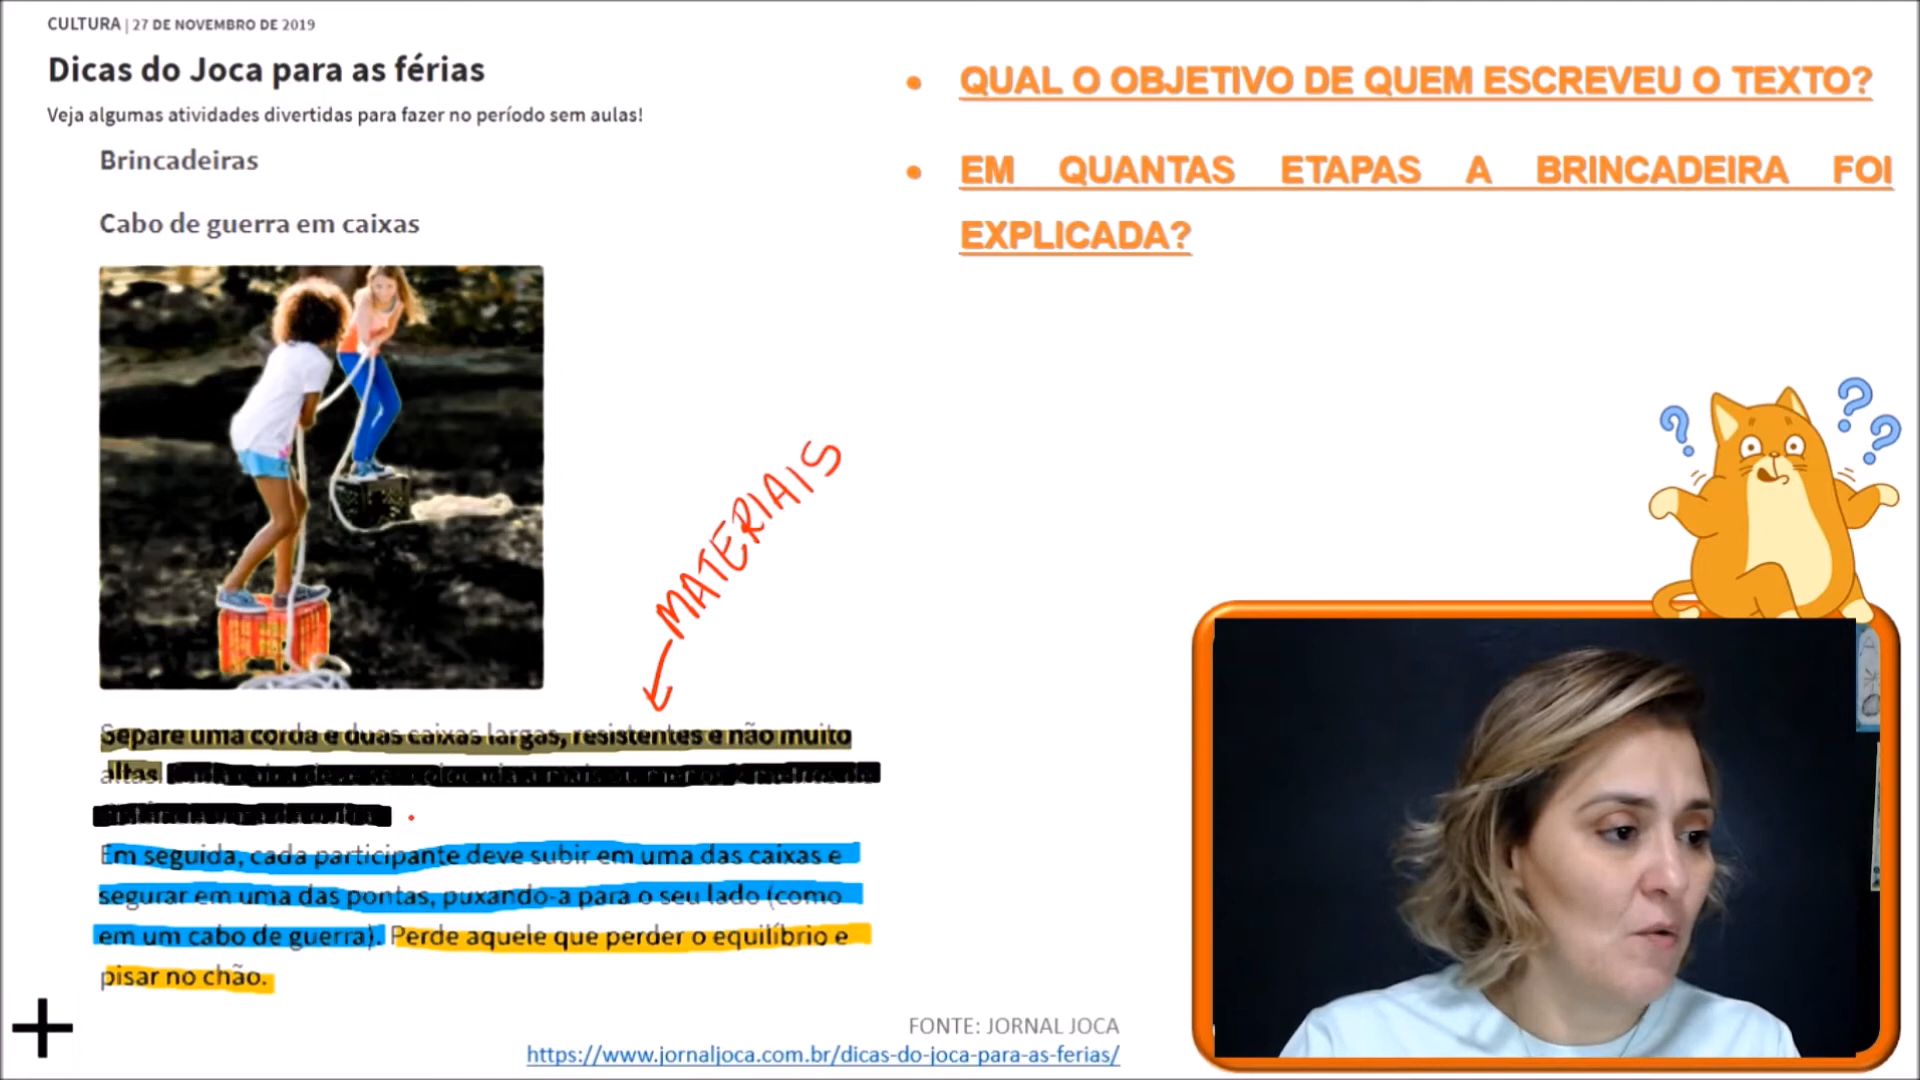 CULTURA | 27 DE NOVEMBRO DE 2019
Dicas do Joca para as férias
Veja algumas atividades divertidas para fazer no período sem aulas!
Brincadeiras
Cabo de guerra em caixas
MATERIAIS
Separe uma corda e duas caixas largas, resistentes e não muito
altas.
Em seguida, cada participante deve subir em uma das caixas e
segurar em uma das pontas, puxando-a para o seu lado (como
em um cabo de guerra). Perde aquele que perder o equilíbrio e
pisar no chão.
• QUAL O OBJETIVO DE QUEM ESCREVEU O TEXTO?
• EM QUANTAS ETAPAS A BRINCADEIRA FOI
EXPLICADA?
FONTE: JORNAL JOCA
https://www.jornaljoca.com.br/dicas-do-joca-para-as-ferias/